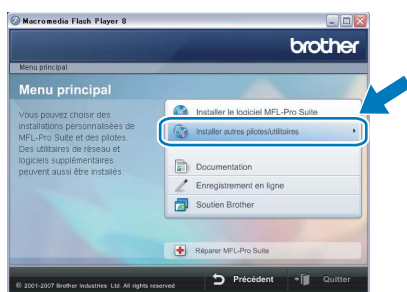 Macromedia Flash Player 8
brother
Menu principal
Menu principal
Vous pouvez choisir des
installations personnalisées de
MFL-Pro Suite et des pilotes.
Des utilitaires de réseau et
logiciels supplémentaires
peuvent aussi être installés
Installer le logiciel MFL-Pro Suite
Installer autres pilotes/utilitaires
Documentation
Enregistrement en ligne
Soutien Brother
Réparer MFL-Pro Suite
© 2001-2007 Brother Industries Ltd. All rights reserved
Précédent
Quitter